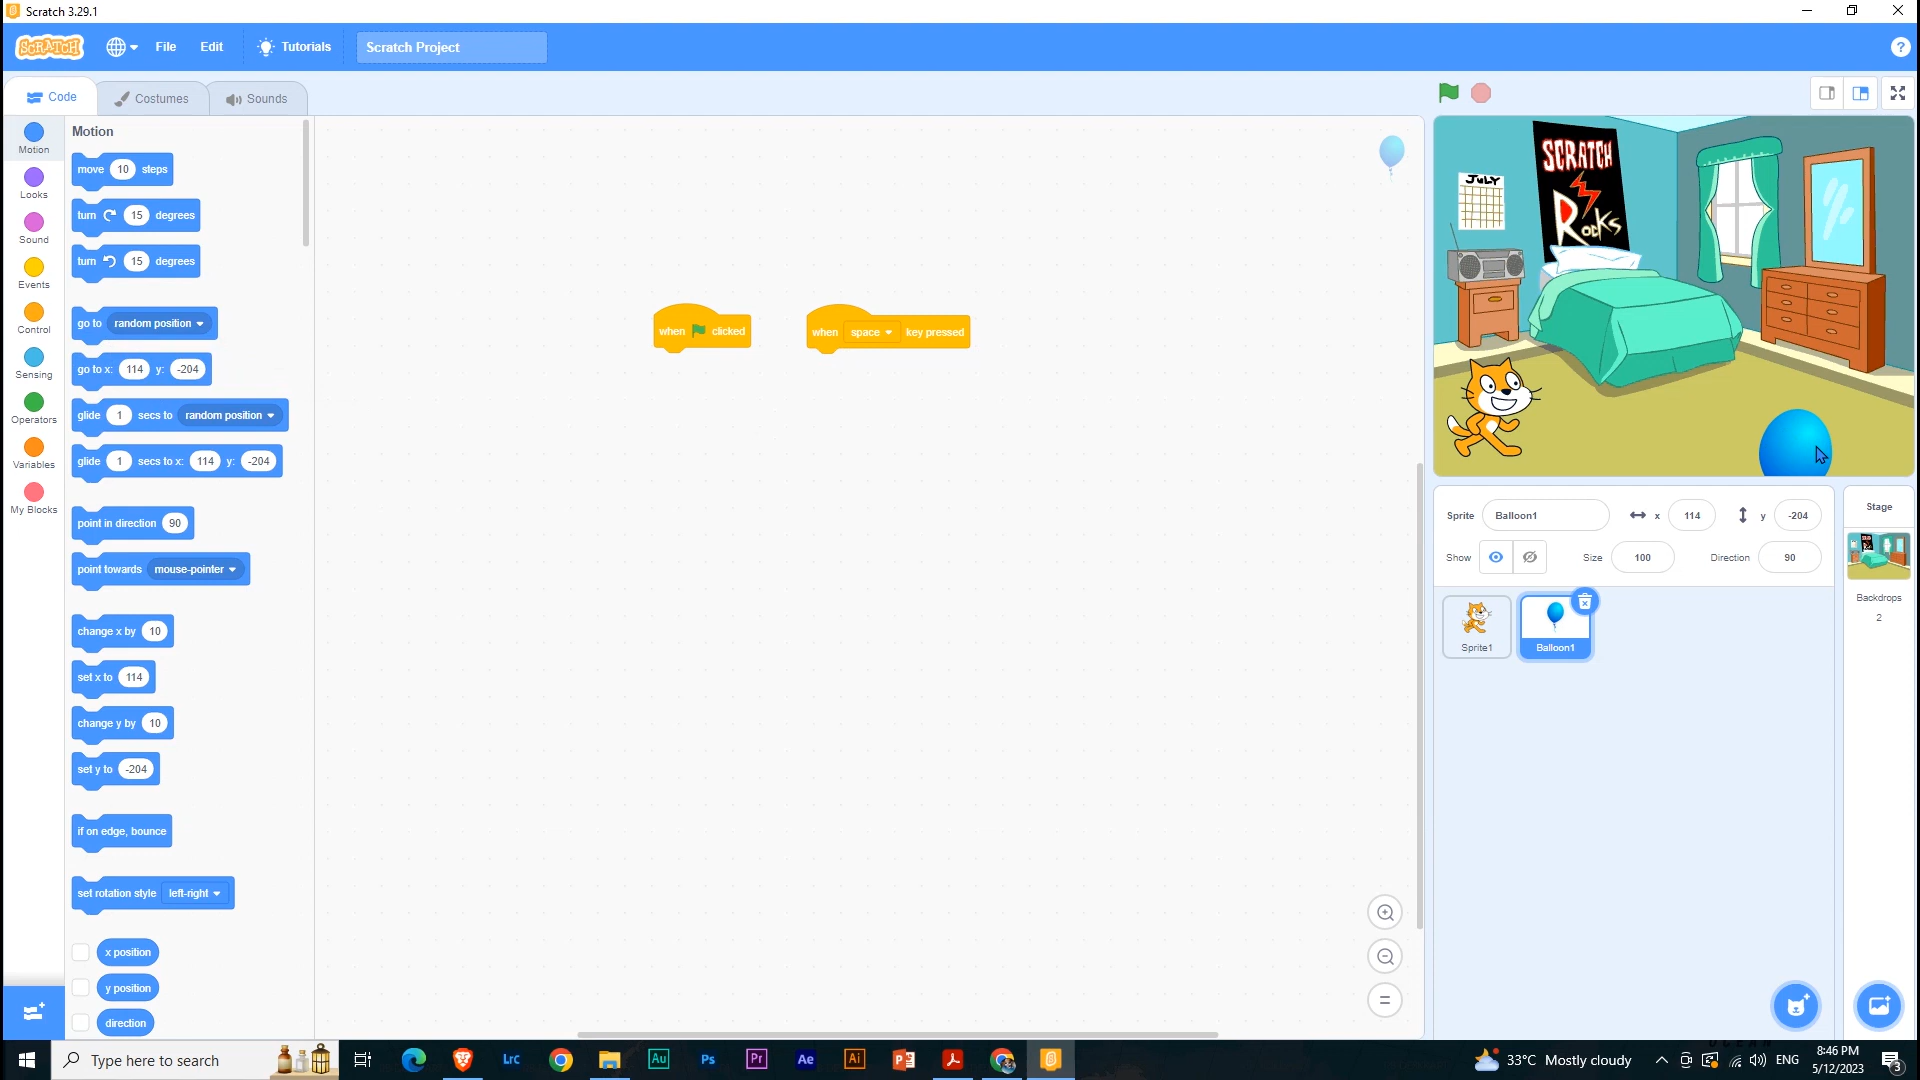 Scratch 3.29.1
SCRATCH File Edit Tutorials Scratch Project ?
Code Costumes Sounds
Motion
Looks
Sound
Events
Control
Sensing
Operators
Variables
My Blocks
Motion
move 10 steps
turn 15 degrees
turn 15 degrees
go to random position
go to x: 114 y: -204
glide 1 secs to random position
glide 1 secs to x: 114 y: -204
point in direction 90
point towards mouse-pointer
change x by 10
set x to 114
change y by 10
set y to -204
if on edge, bounce
set rotation style left-right
x position
y position
direction
when clicked
when space key pressed
JULY
SCRATCH
Rocks
Sprite Balloon1 x 114 y -204
Show Size 100 Direction 90
Sprite1
Balloon1
Stage
Backdrops
2
Type here to search
Lrc
Au
Ps
Pr
Ae
Ai
33°C Mostly cloudy
ENG
8:46 PM
5/12/2023
3